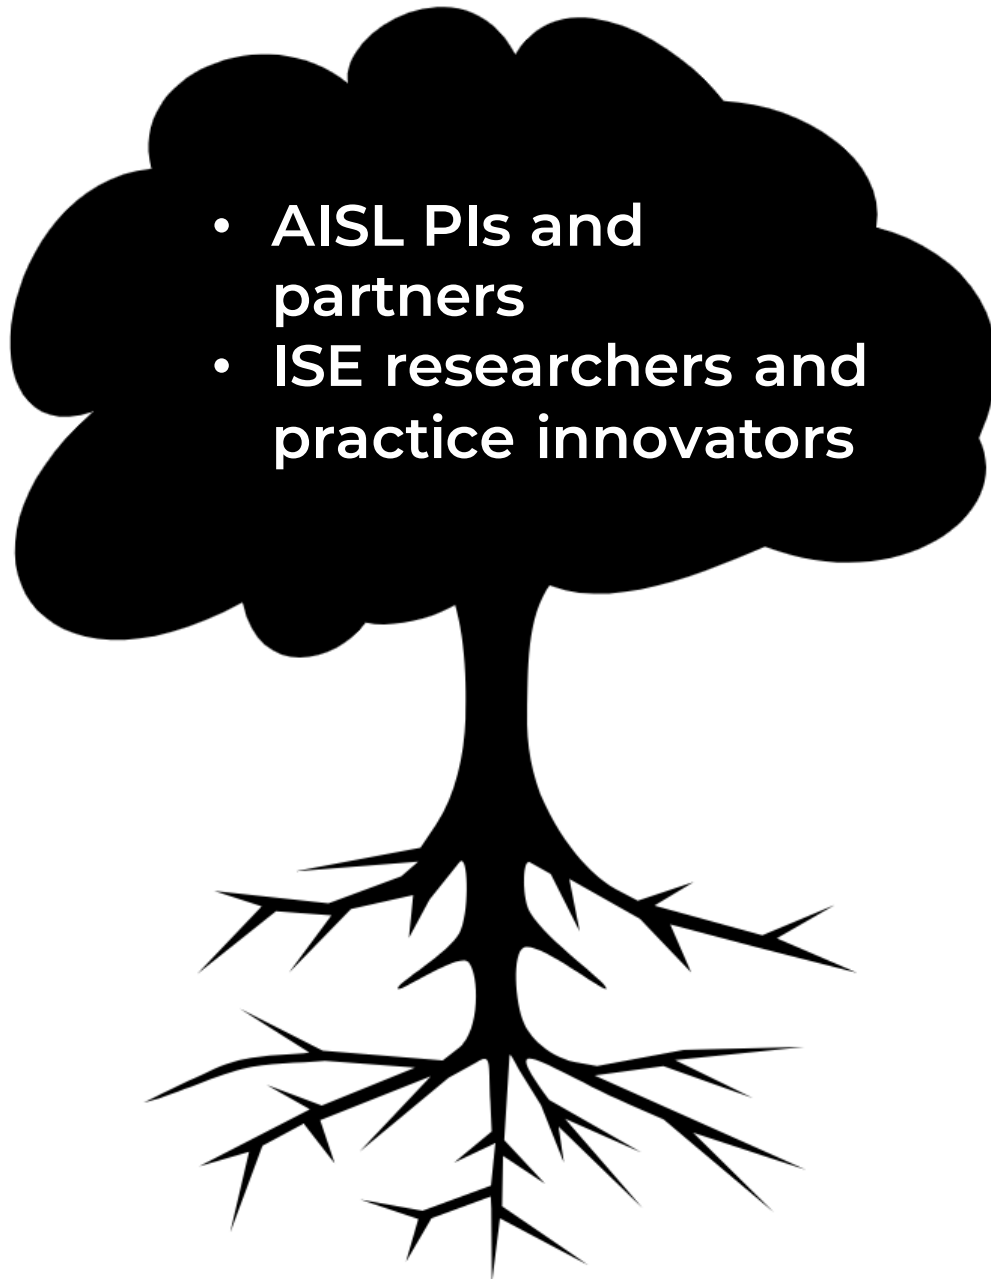 • AISL PIs and
partners
• ISE researchers and
practice innovators